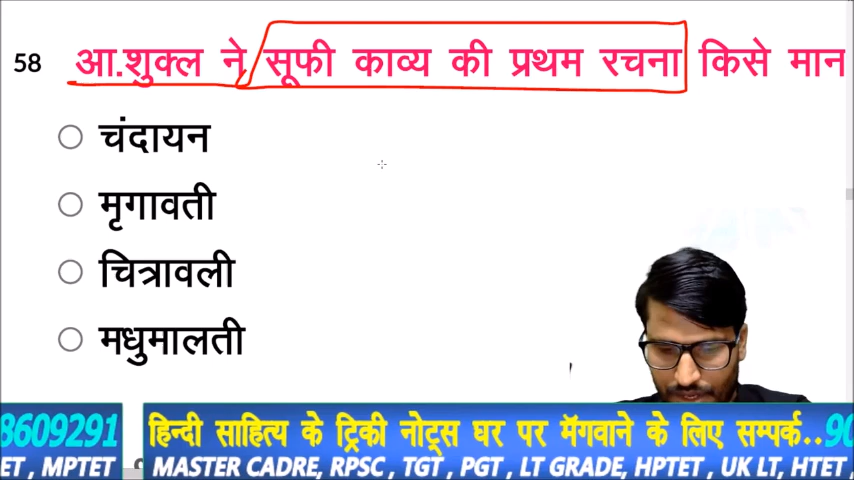 58 आ.शुक्ल ने सूफी काव्य की प्रथम रचना किसे मान
चंदायन
मृगावती
चित्रावली
मधुमालती
8609291 हिन्दी साहित्य के ट्रिकी नोट्स घर पर मॅगवाने के लिए सम्पर्क..90
ET , MPTET MASTER CADRE, RPSC , TGT , PGT , LT GRADE, HPTET , UK LT, HTET ,